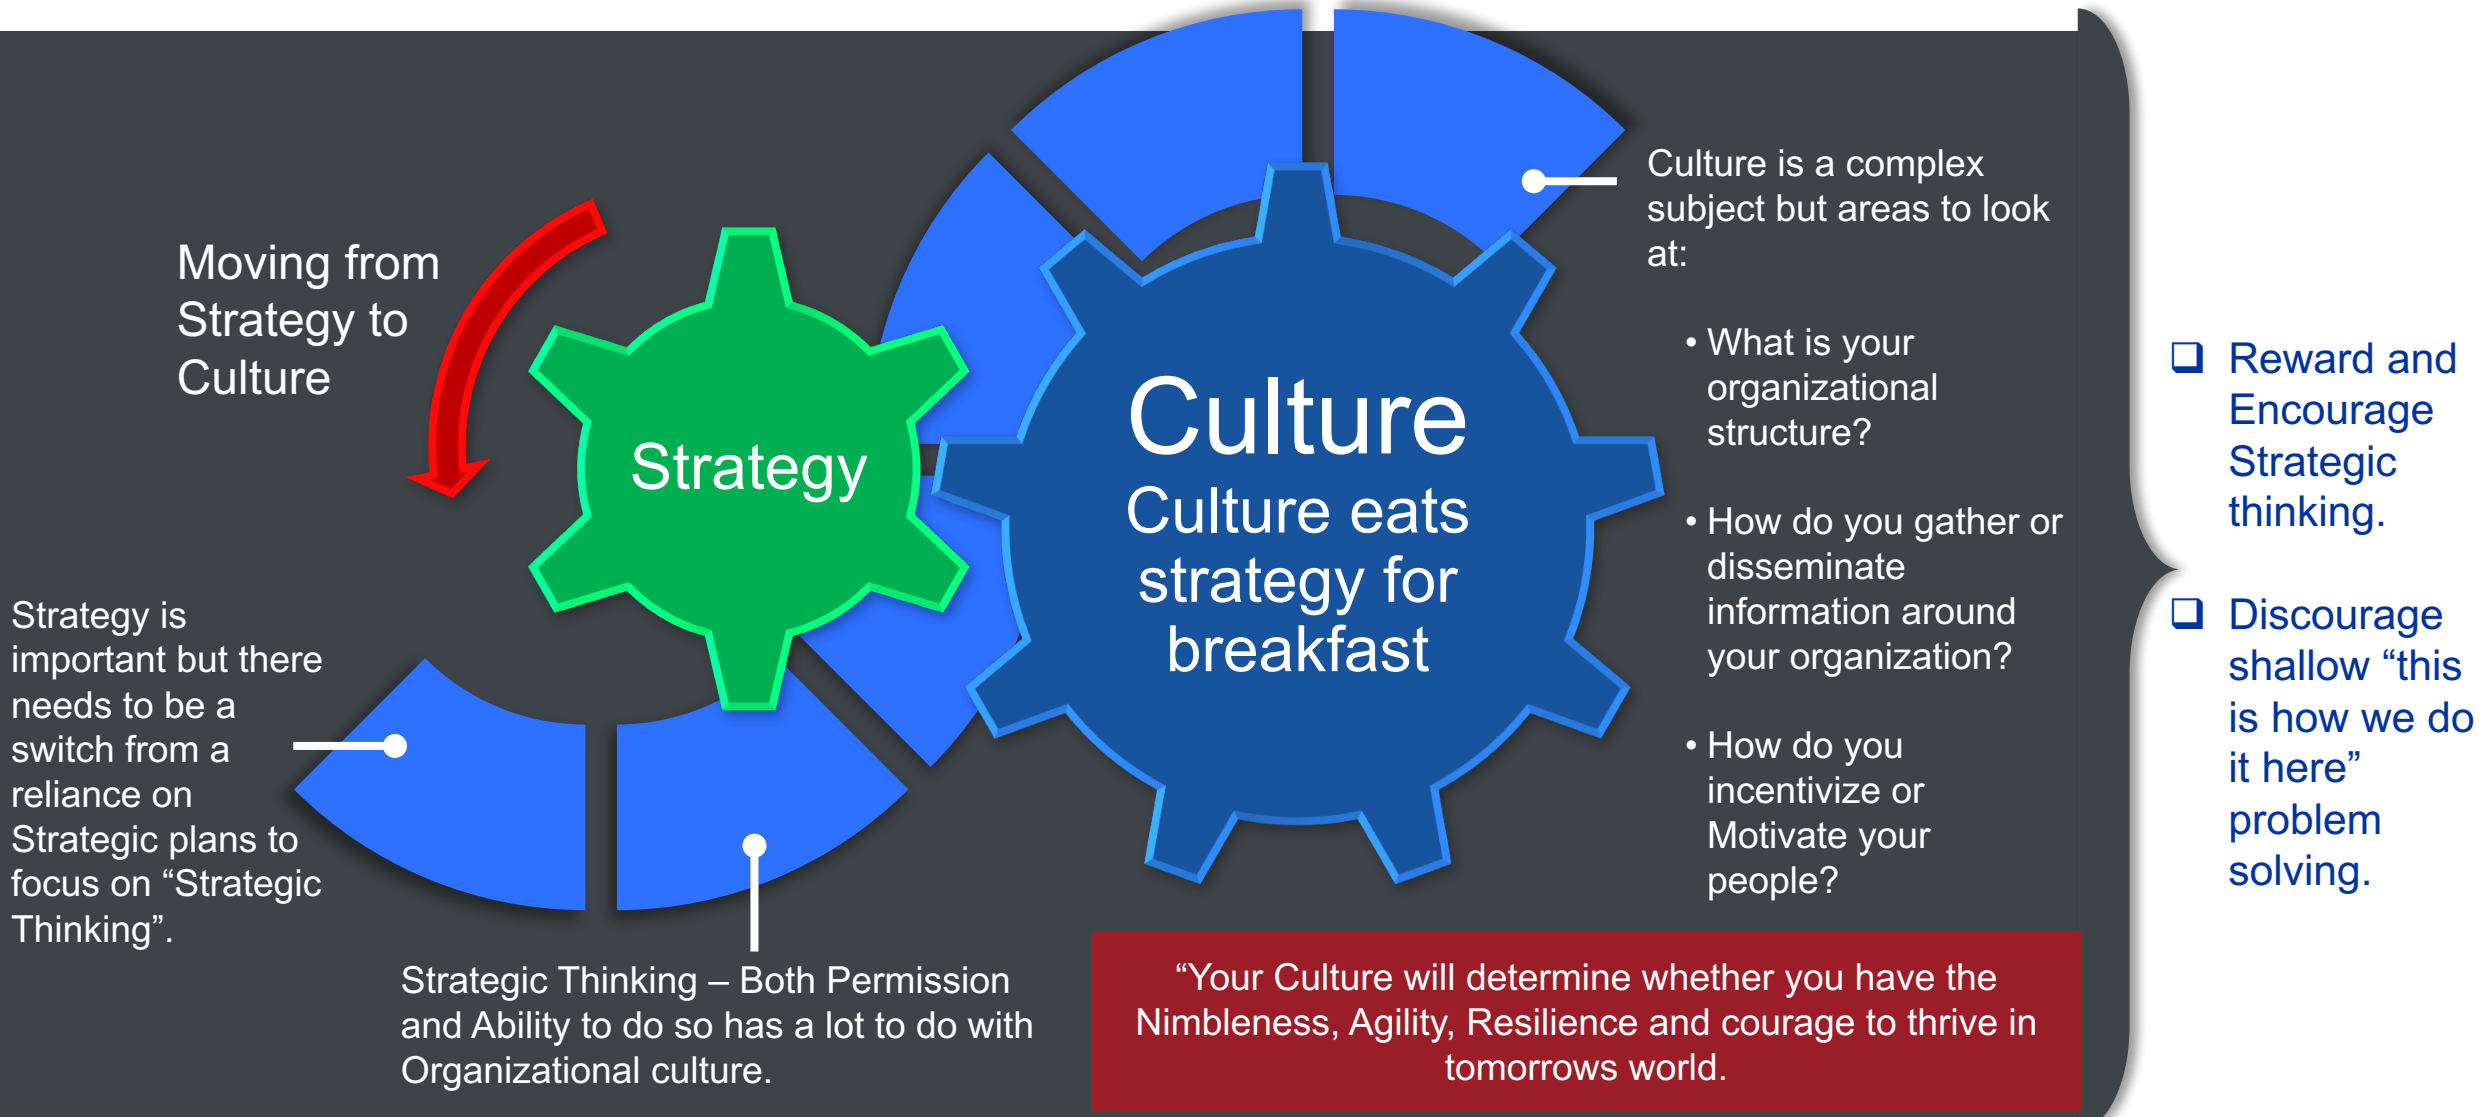 Moving from
Strategy to
Culture
Strategy
Culture
Culture eats
strategy for
breakfast
Strategy is
important but there
needs to be a
switch from a
reliance on
Strategic plans to
focus on “Strategic
Thinking”.
Strategic Thinking – Both Permission
and Ability to do so has a lot to do with
Organizational culture.
Culture is a complex
subject but areas to look
at:
• What is your
organizational
structure?
• How do you gather or
disseminate
information around
your organization?
• How do you
incentivize or
Motivate your
people?
“Your Culture will determine whether you have the
Nimbleness, Agility, Resilience and courage to thrive in
tomorrows world.
❑ Reward and
Encourage
Strategic
thinking.
❑ Discourage
shallow “this
is how we do
it here”
problem
solving.